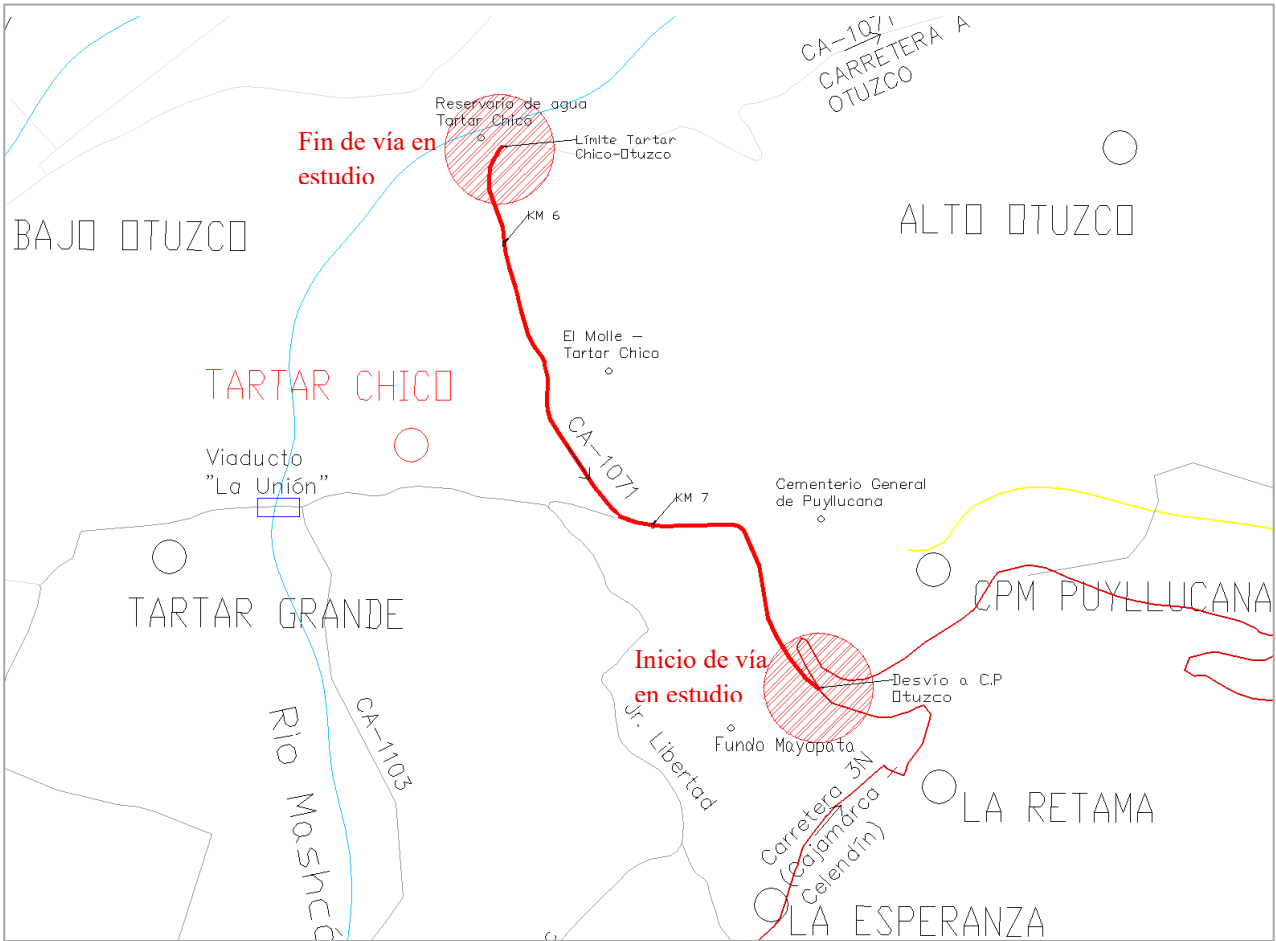 CA-1071
CARRETERA A
OTUZCO
Reservorio de agua
Tartar Chico
Fin de vía en
estudio
Límite Tartar
Chico-Otuzco
KM 6
BAJO OTUZCO
ALTO OTUZCO
El Molle –
Tartar Chico
TARTAR CHICO
CA-1071
Viaducto
"La Unión"
KM 7
Cementerio General
de Puyllucana
TARTAR GRANDE
CPM PUYLLUCANA
Inicio de vía
en estudio
Desvío a C.P
Otuzco
Fundo Mayopata
Jr. Libertad
CA-1103
Rio Mashcó
Carretera 3N
(Cajamarca -
Celendín)
LA RETAMA
LA ESPERANZA